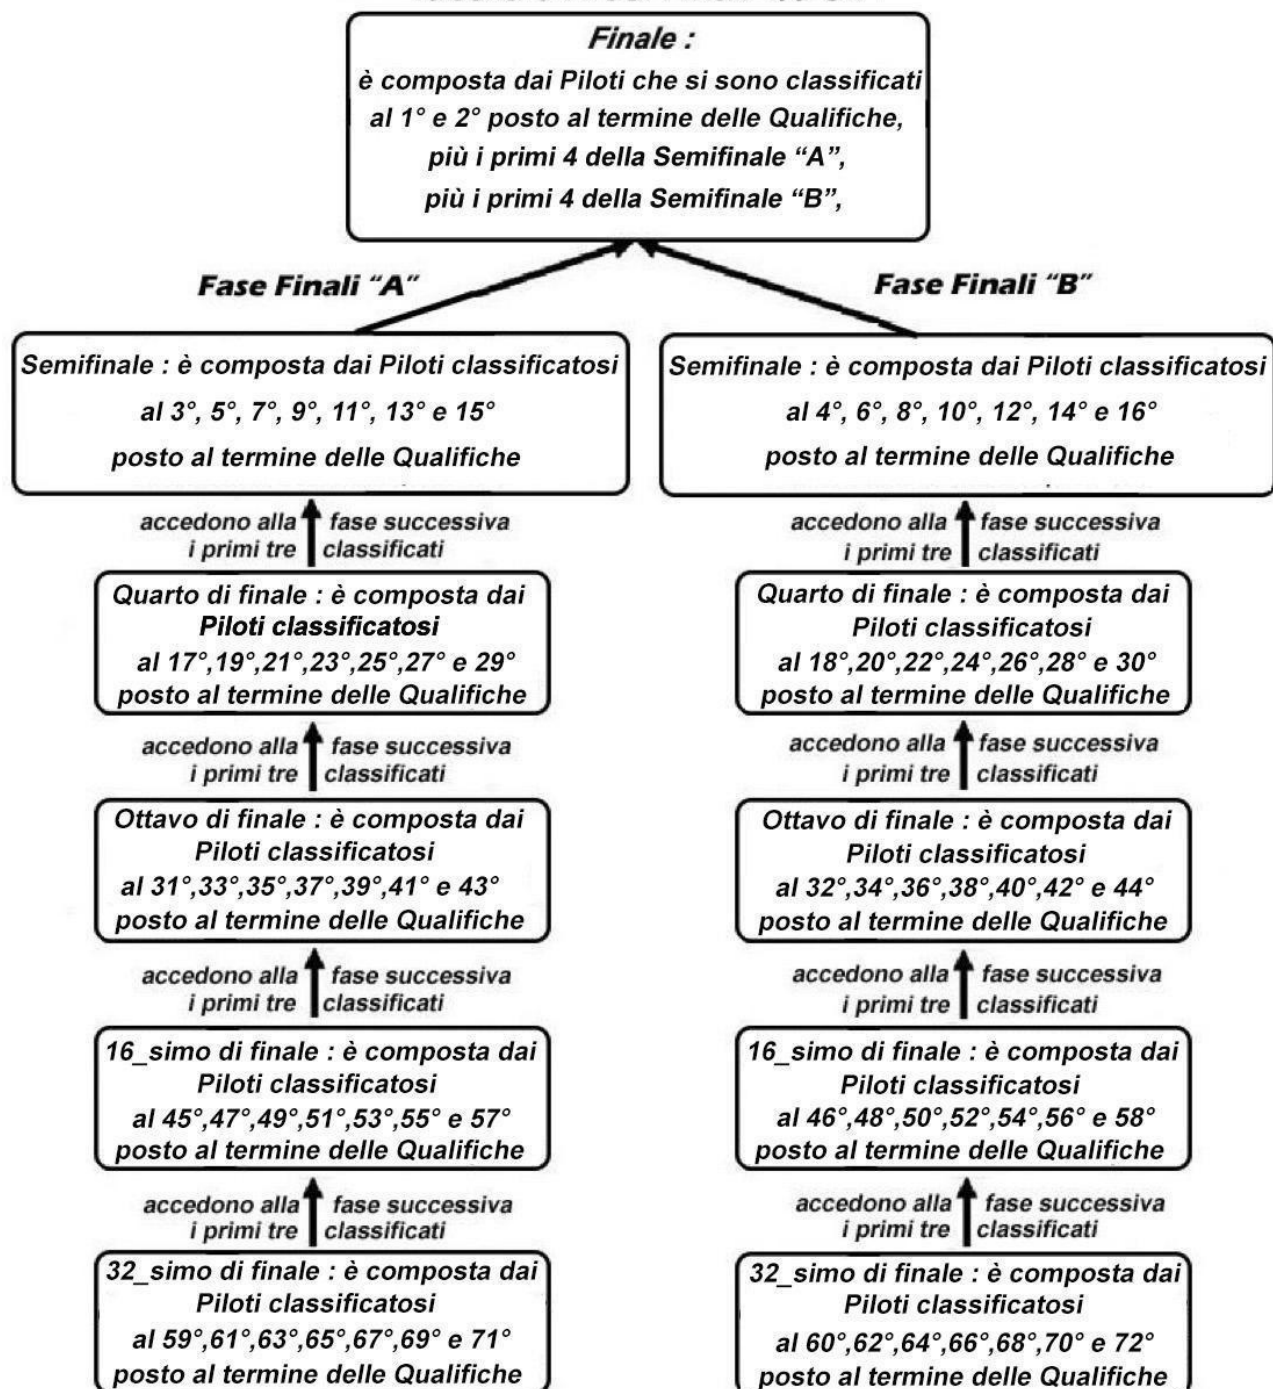 Finale :
è composta dai Piloti che si sono classificati
al 1° e 2° posto al termine delle Qualifiche,
più i primi 4 della Semifinale “A”,
più i primi 4 della Semifinale “B”,
Fase Finali “A”
Fase Finali “B”
Semifinale : è composta dai Piloti classificatosi
al 3°, 5°, 7°, 9°, 11°, 13° e 15°
posto al termine delle Qualifiche
Semifinale : è composta dai Piloti classificatosi
al 4°, 6°, 8°, 10°, 12°, 14° e 16°
posto al termine delle Qualifiche
accedono alla fase successiva
i primi tre classificati
accedono alla fase successiva
i primi tre classificati
Quarto di finale : è composta dai
Piloti classificatosi
al 17°,19°,21°,23°,25°,27° e 29°
posto al termine delle Qualifiche
Quarto di finale : è composta dai
Piloti classificatosi
al 18°,20°,22°,24°,26°,28° e 30°
posto al termine delle Qualifiche
accedono alla fase successiva
i primi tre classificati
accedono alla fase successiva
i primi tre classificati
Ottavo di finale : è composta dai
Piloti classificatosi
al 31°,33°,35°,37°,39°,41° e 43°
posto al termine delle Qualifiche
Ottavo di finale : è composta dai
Piloti classificatosi
al 32°,34°,36°,38°,40°,42° e 44°
posto al termine delle Qualifiche
accedono alla fase successiva
i primi tre classificati
accedono alla fase successiva
i primi tre classificati
16_simo di finale : è composta dai
Piloti classificatosi
al 45°,47°,49°,51°,53°,55° e 57°
posto al termine delle Qualifiche
16_simo di finale : è composta dai
Piloti classificatosi
al 46°,48°,50°,52°,54°,56° e 58°
posto al termine delle Qualifiche
accedono alla fase successiva
i primi tre classificati
accedono alla fase successiva
i primi tre classificati
32_simo di finale : è composta dai
Piloti classificatosi
al 59°,61°,63°,65°,67°,69° e 71°
posto al termine delle Qualifiche
32_simo di finale : è composta dai
Piloti classificatosi
al 60°,62°,64°,66°,68°,70° e 72°
posto al termine delle Qualifiche